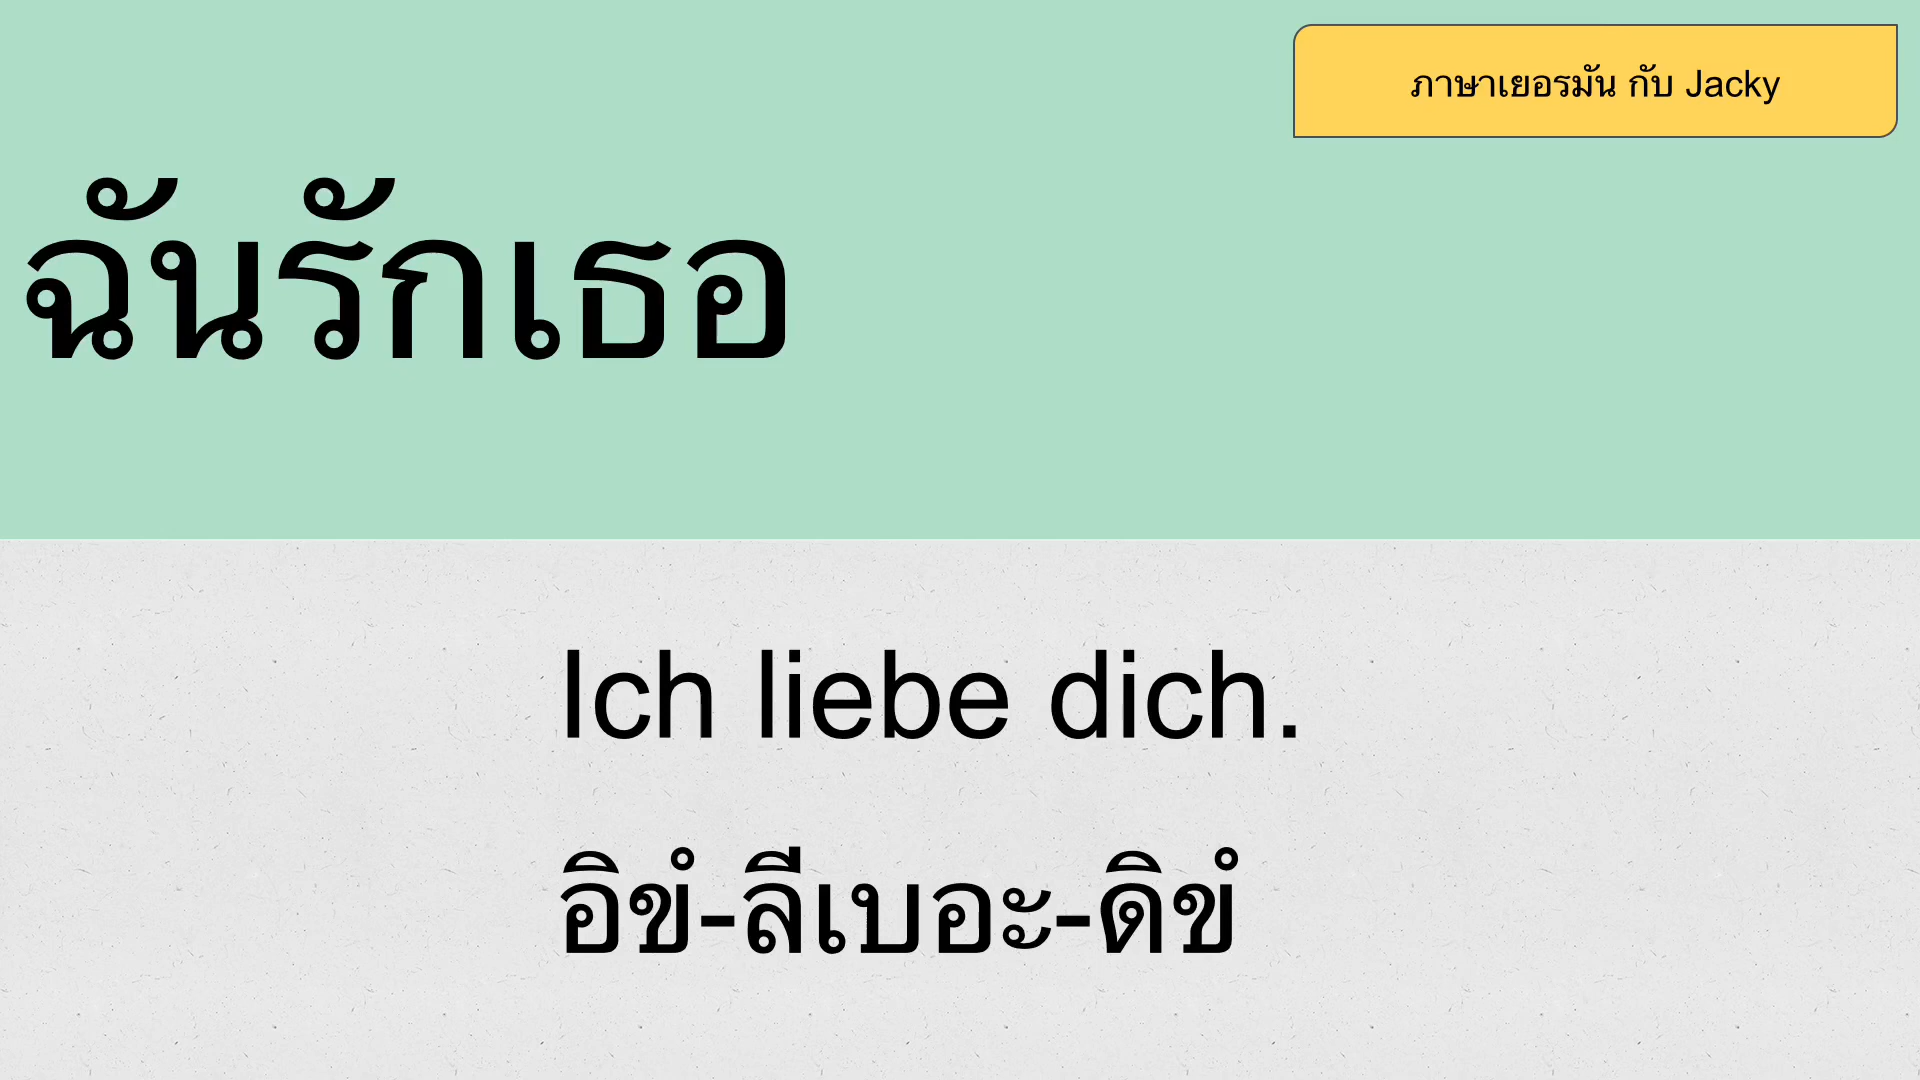 ภาษาเยอรมัน กับ Jacky
ฉันรักเธอ
Ich liebe dich.
อิขํ-ลีเบอะ-ดิขํ